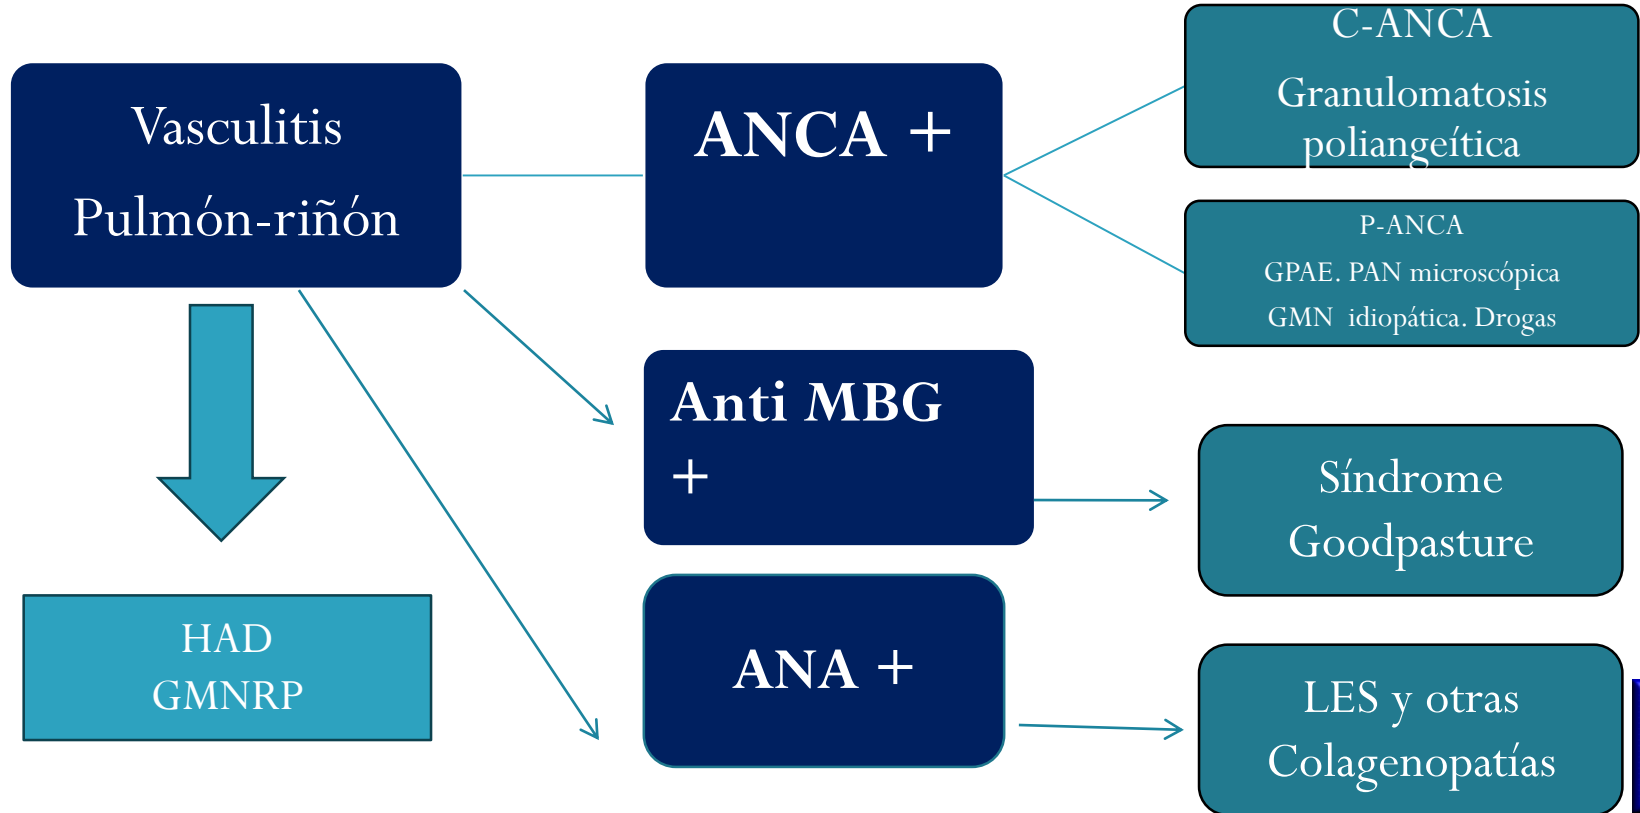 Vasculitis
Pulmón-riñón
HAD
GMNRP
ANCA +
C-ANCA
Granulomatosis
poliangeítica
P-ANCA
GPAE. PAN microscópica
GMN idiopática. Drogas
Anti MBG
+
Síndrome
Goodpasture
ANA +
LES y otras
Colagenopatías